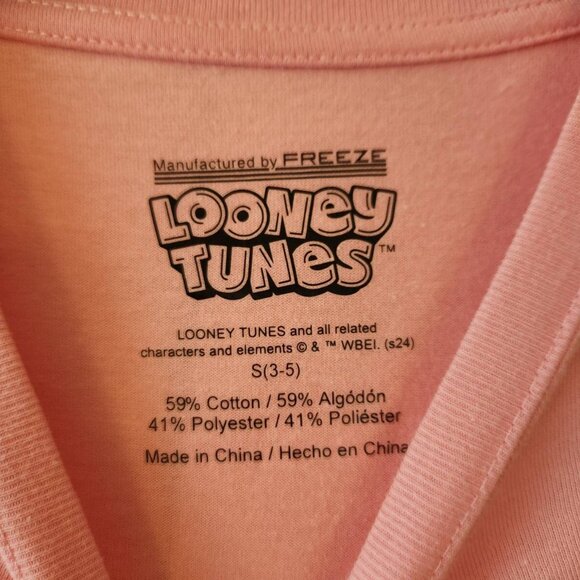 Manufactured by FREEZE
LOONEY
TUNES™
LOONEY TUNES and all related
characters and elements © & ™ WBEI. (s24)
S(3-5)
59% Cotton / 59% Algódón
41% Polyester / 41% Poliéster
Made in China / Hecho en China